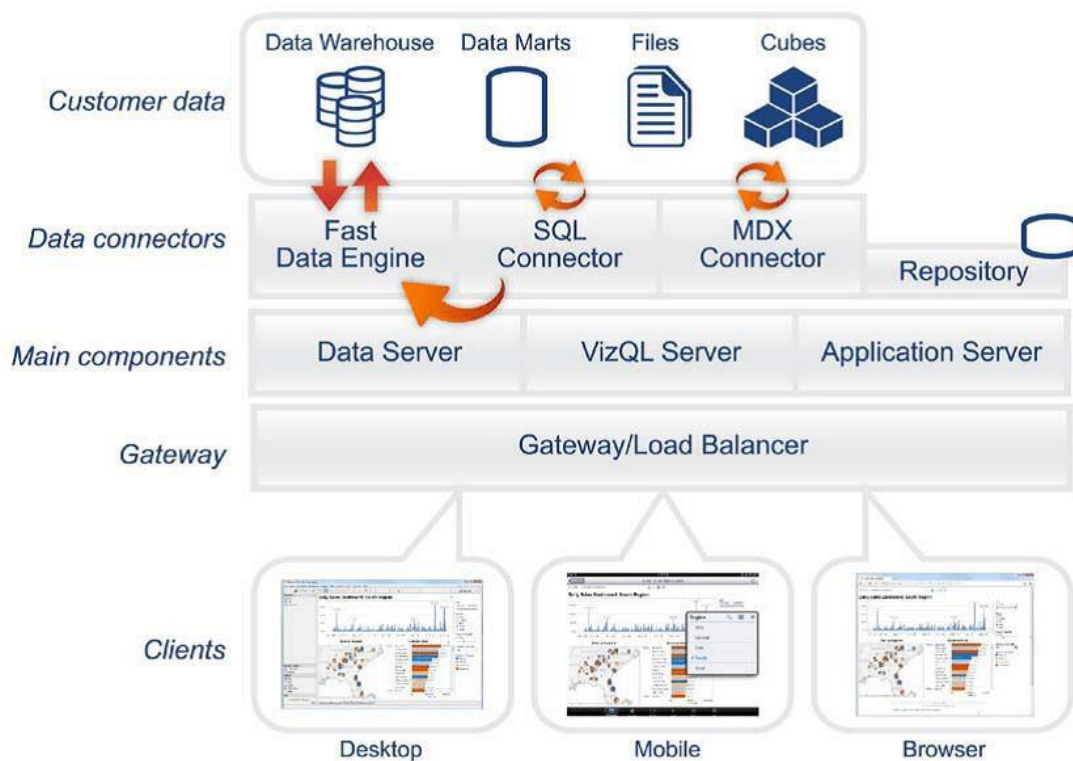 Data Warehouse
Data Marts
Files
Cubes
Customer data
Data connectors
Fast
Data Engine
SQL
Connector
MDX
Connector
Repository
Main components
Data Server
VizQL Server
Application Server
Gateway
Gateway/Load Balancer
Clients
Desktop
Mobile
Browser